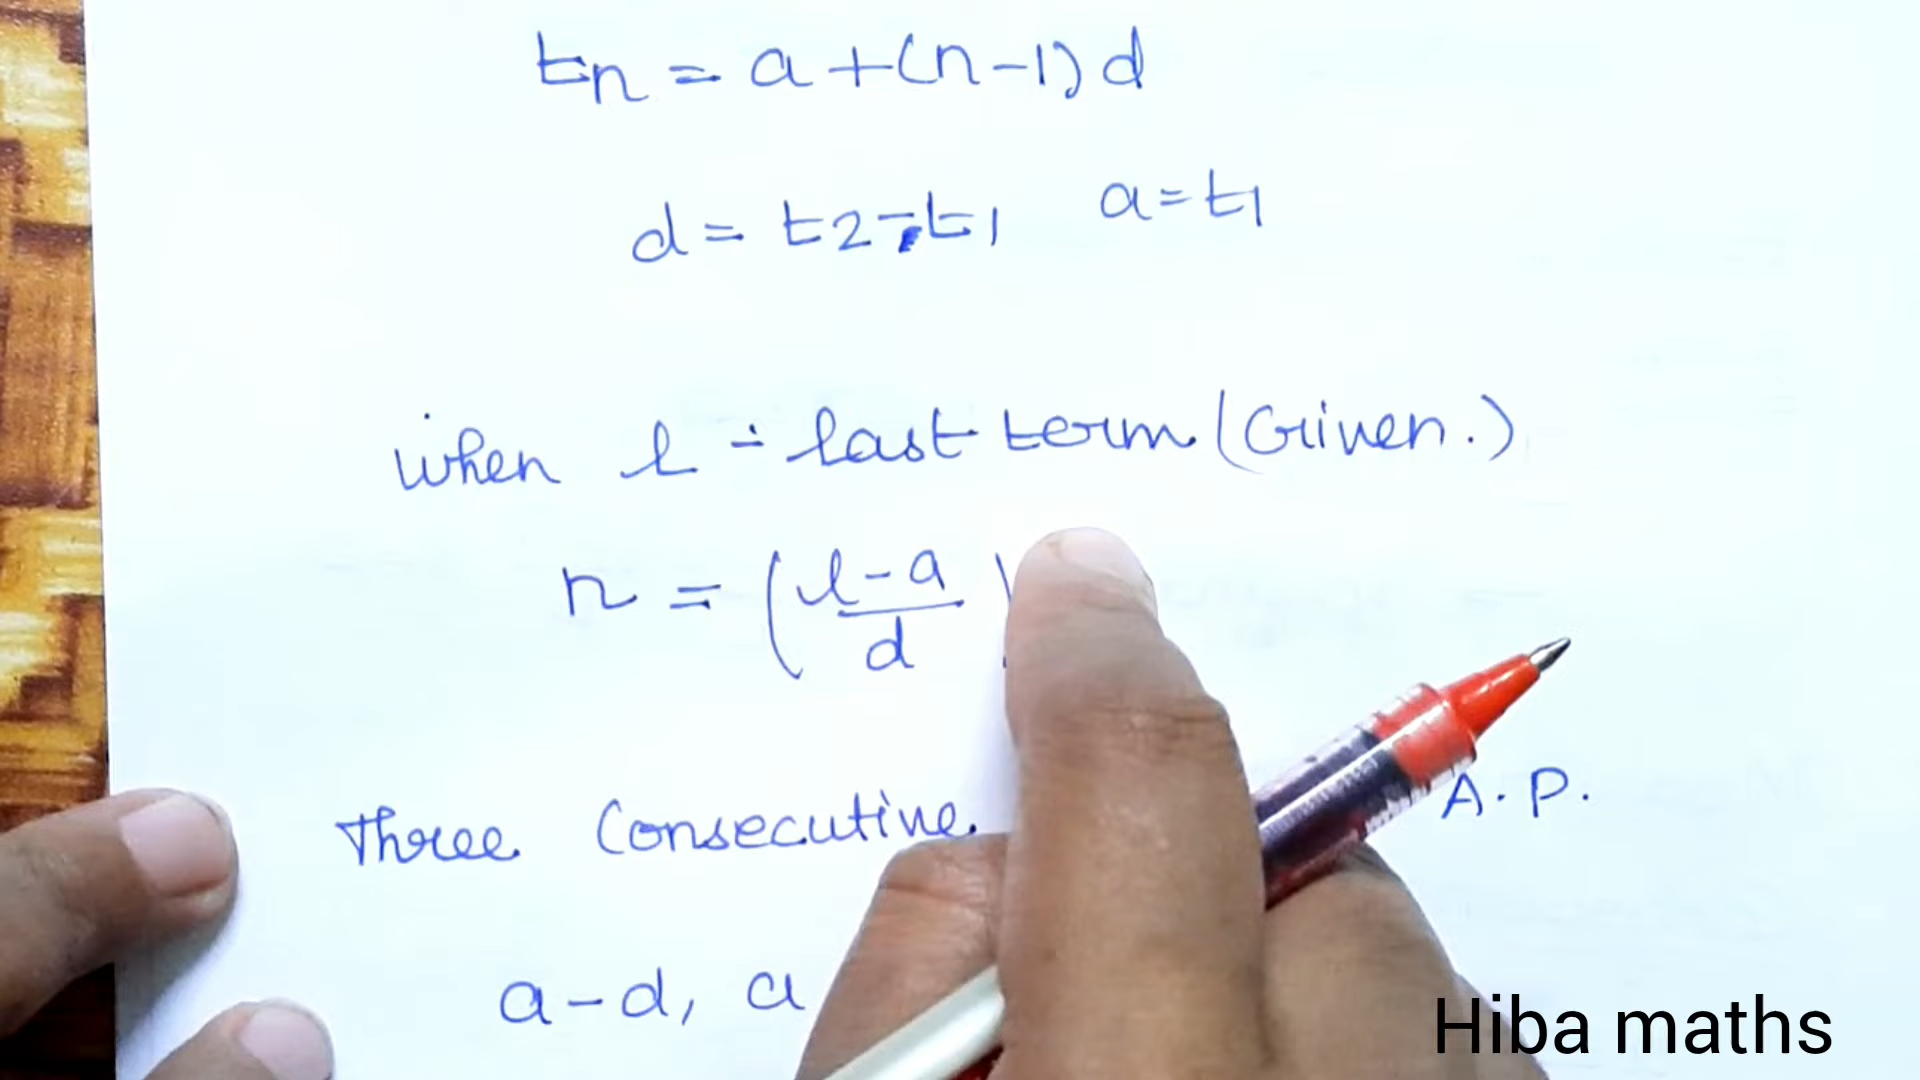 tn = a + (n-1) d
d = t2 - t1 a = t1
when l - last term (Given.)
n = (l-a/d)
Three Consecutive A.P.
a-d, a
Hiba maths